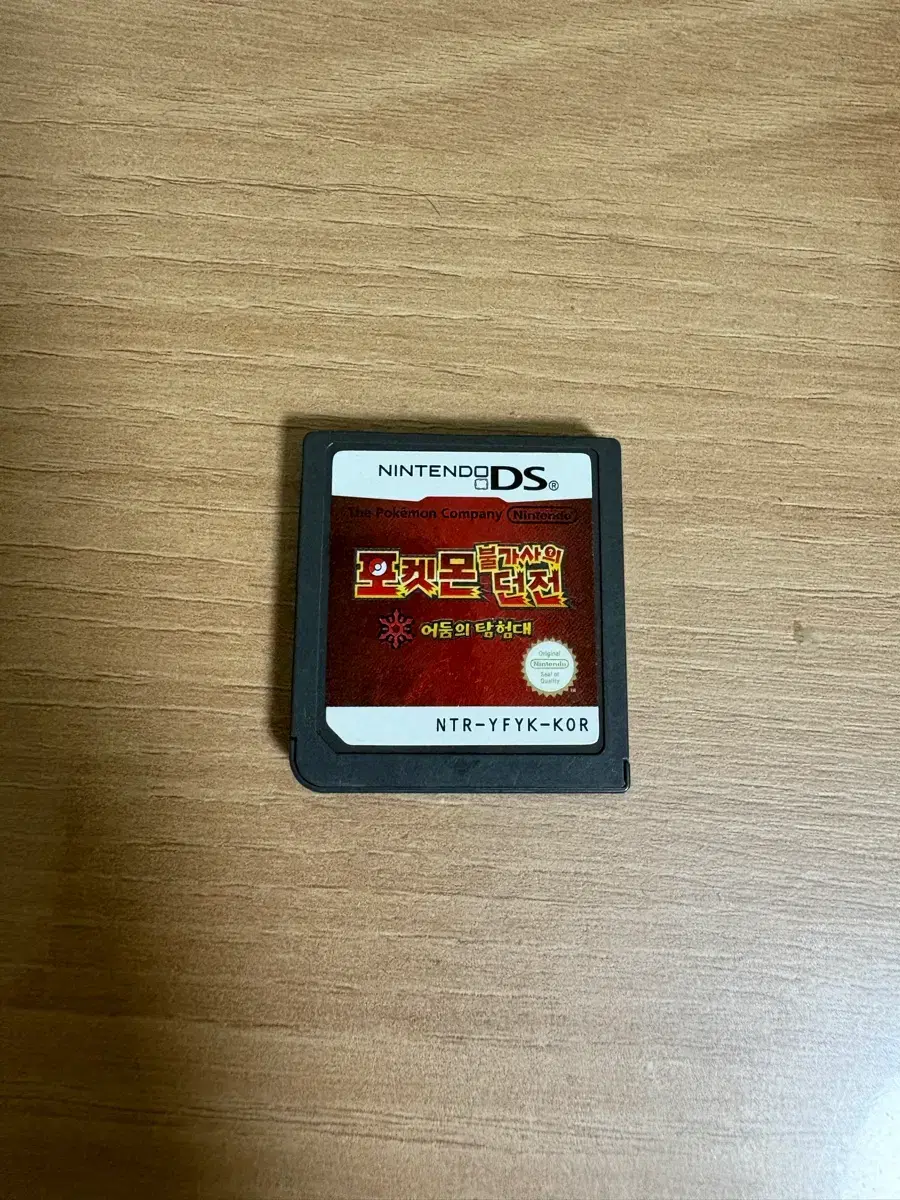 NINTENDO DS®
The Pokémon Company Nintendo
포켓몬 불가사의 던전
어둠의 탐험대
Original
Nintendo
Seal of
Quality
TM
NTR-YFYK-KOR